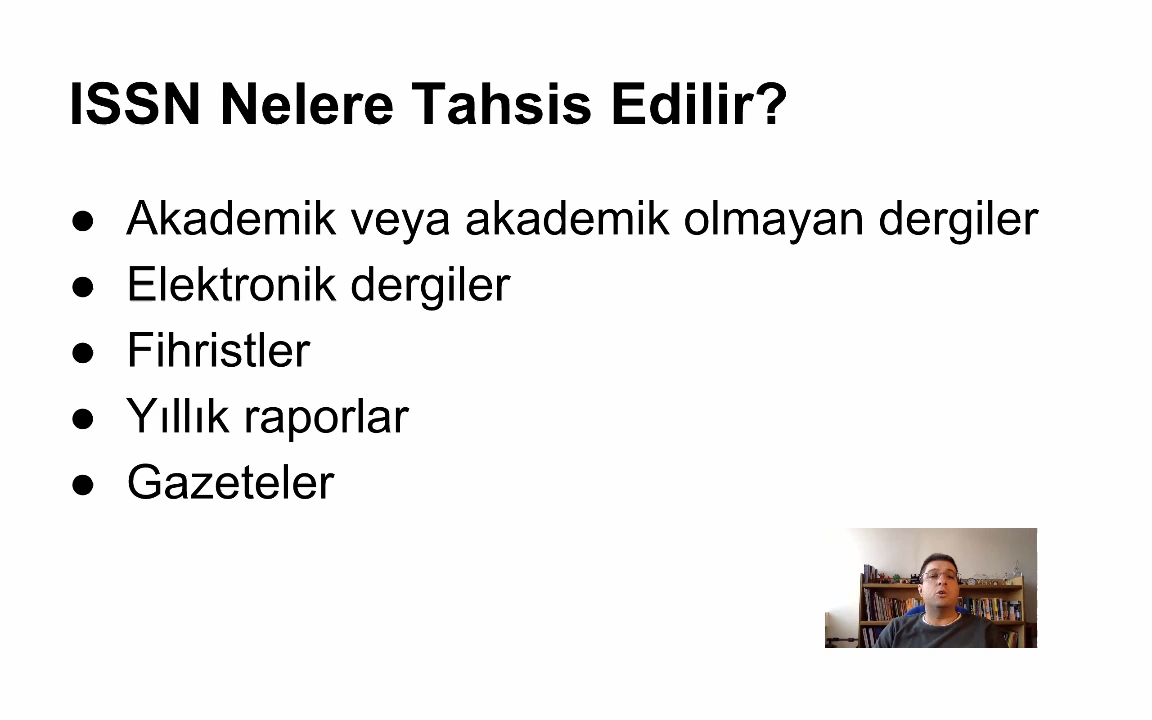 ISSN Nelere Tahsis Edilir?
● Akademik veya akademik olmayan dergiler
● Elektronik dergiler
● Fihristler
● Yıllık raporlar
● Gazeteler